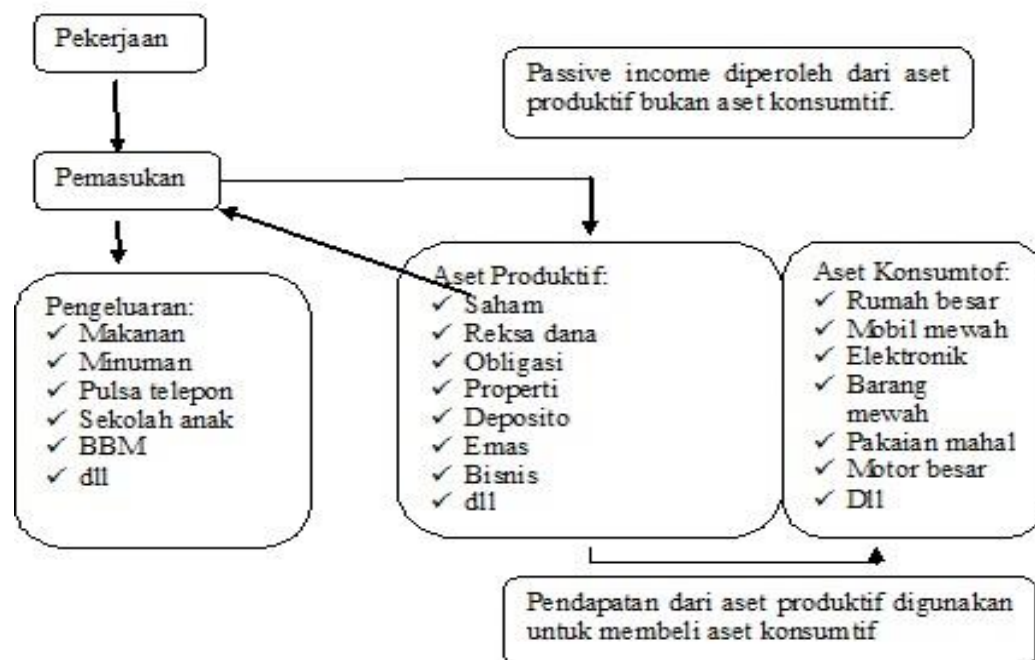 Pekerjaan
Passive income diperoleh dari aset
produktif bukan aset konsumtif.
Pemasukan
Pengeluaran:
✓ Makanan
✓ Minuman
✓ Pulsa telepon
✓ Sekolah anak
✓ BBM
✓ dll
Aset Produktif:
✓ Saham
✓ Reksa dana
✓ Obligasi
✓ Properti
✓ Deposito
✓ Emas
✓ Bisnis
✓ dll
Aset Konsumtof:
✓ Rumah besar
✓ Mobil mewah
✓ Elektronik
✓ Barang
mewah
✓ Pakaian mahal
✓ Motor besar
✓ Dll
Pendapatan dari aset produktif digunakan
untuk membeli aset konsumtif